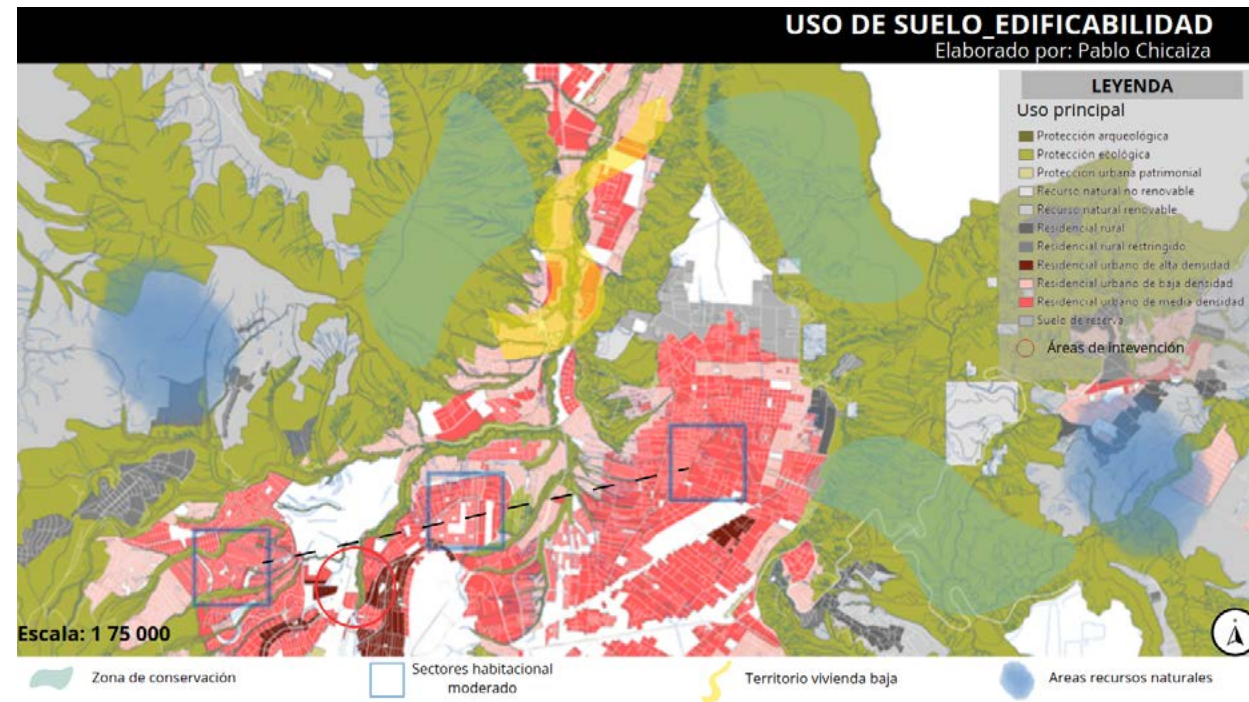 USO DE SUELO_EDIFICABILIDAD
Elaborado por: Pablo Chicaiza
LEYENDA
Uso principal
Protección arqueológica
Protección ecológica
Protección urbana patrimonial
Recurso natural no renovable
Recurso natural renovable
Residencial rural
Residencial rural restringido
Residencial urbano de alta densidad
Residencial urbano de baja densidad
Residencial urbano de media densidad
Suelo de reserva
Áreas de intevención
Escala: 1 75 000
Zona de conservación
Sectores habitacional
moderado
Territorio vivienda baja
Areas recursos naturales